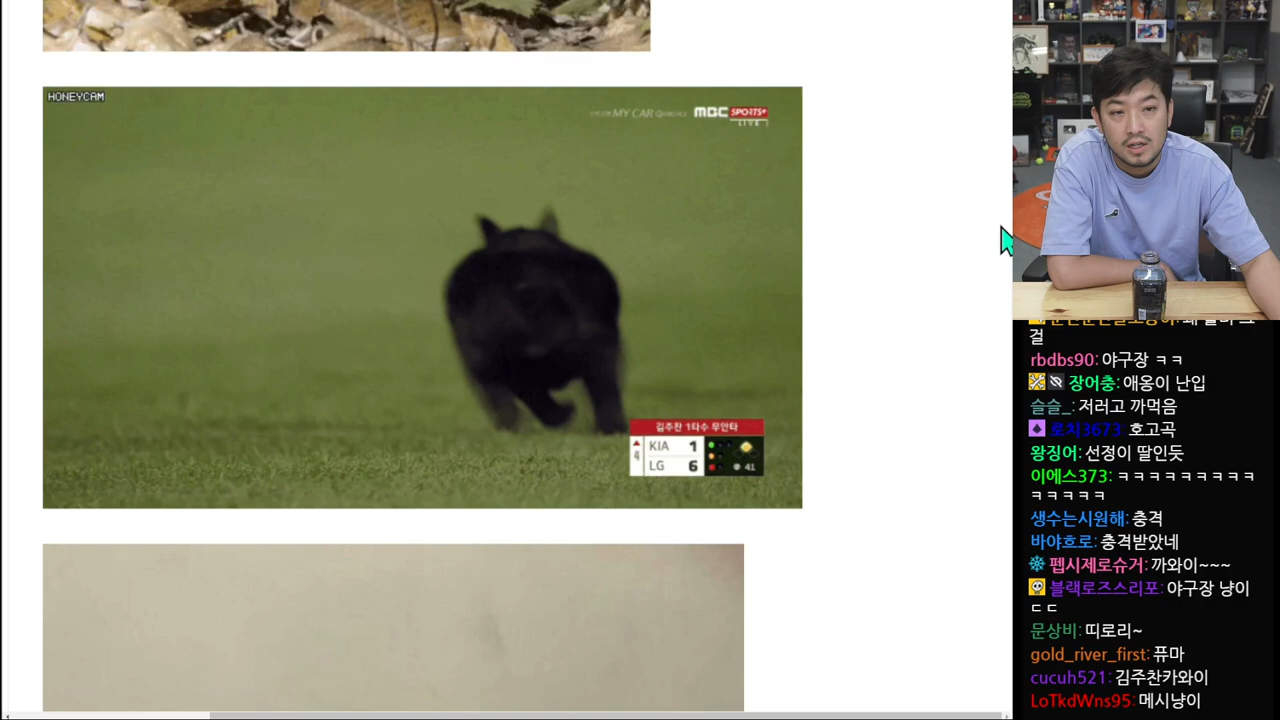 HONEYCAM
MY CAR
MBC SPORTS+
LIVE
김주찬 1타수 무안타
4
KIA 1
LG 6
41
걸
rbdbs90: 야구장 ㅋㅋ
장어충: 애옹이 난입
슬슬_: 저러고 까먹음
로치3673: 호고곡
왕징어: 선정이 딸인듯
이에스373: ㅋㅋㅋㅋㅋㅋㅋㅋㅋ
ㅋㅋㅋㅋㅋ
생수는시원해: 충격
바야흐로: 충격받았네
펩시제로슈거: 까와이~~~
블랙로즈스리포: 야구장 냥이
ㄷㄷ
문상비: 띠로리~
gold_river_first: 퓨마
cucuh521: 김주찬카와이
LoTkdWns95: 메시냥이